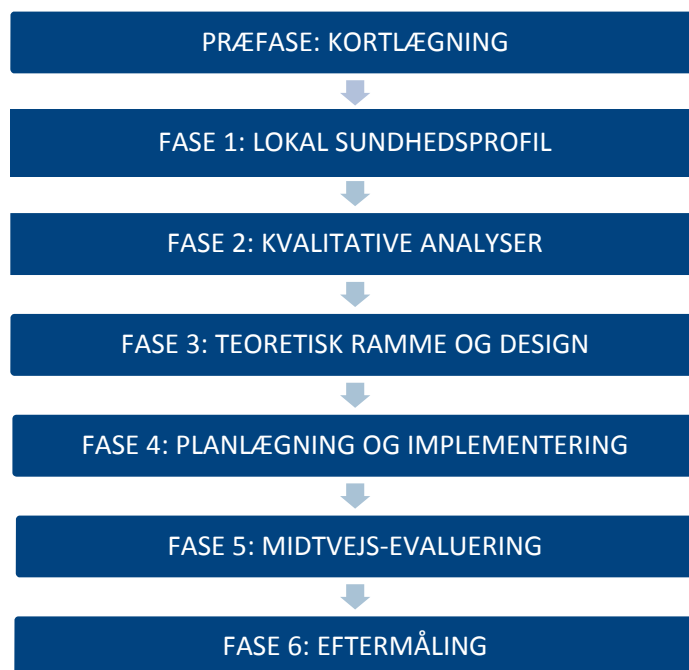 PRÆFASE: KORTLÆGNING
FASE 1: LOKAL SUNDHEDSPROFIL
FASE 2: KVALITATIVE ANALYSER
FASE 3: TEORETISK RAMME OG DESIGN
FASE 4: PLANLÆGNING OG IMPLEMENTERING
FASE 5: MIDTVEJS-EVALUERING
FASE 6: EFTERMÅLING